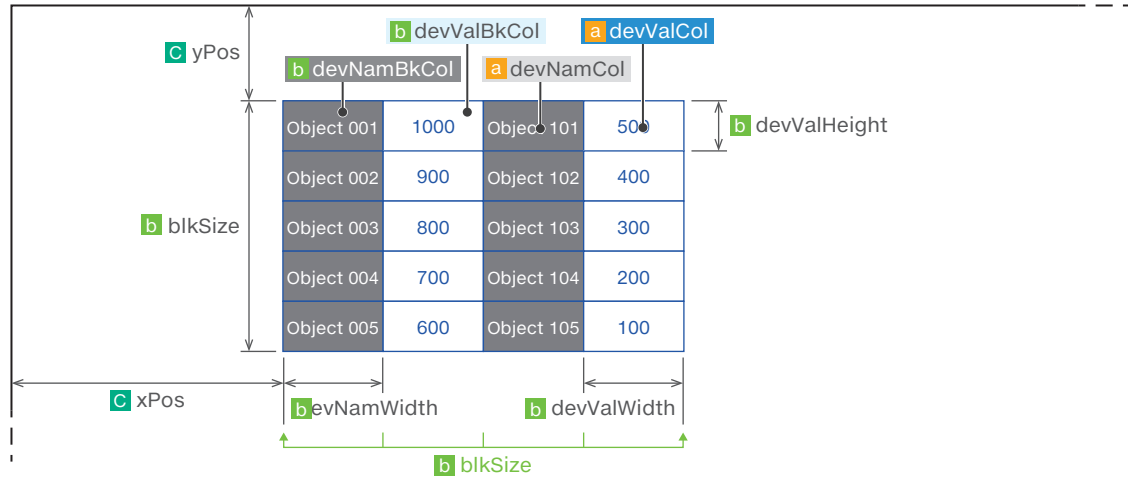 b devValBkCol
a devValCol
C yPos
b devNamBkCol
a devNamCol
Object 001 1000 Object 101 500
b devValHeight
Object 002 900 Object 102 400
b blkSize
Object 003 800 Object 103 300
Object 004 700 Object 104 200
Object 005 600 Object 105 100
C xPos
b evNamWidth
b devValWidth
b blkSize